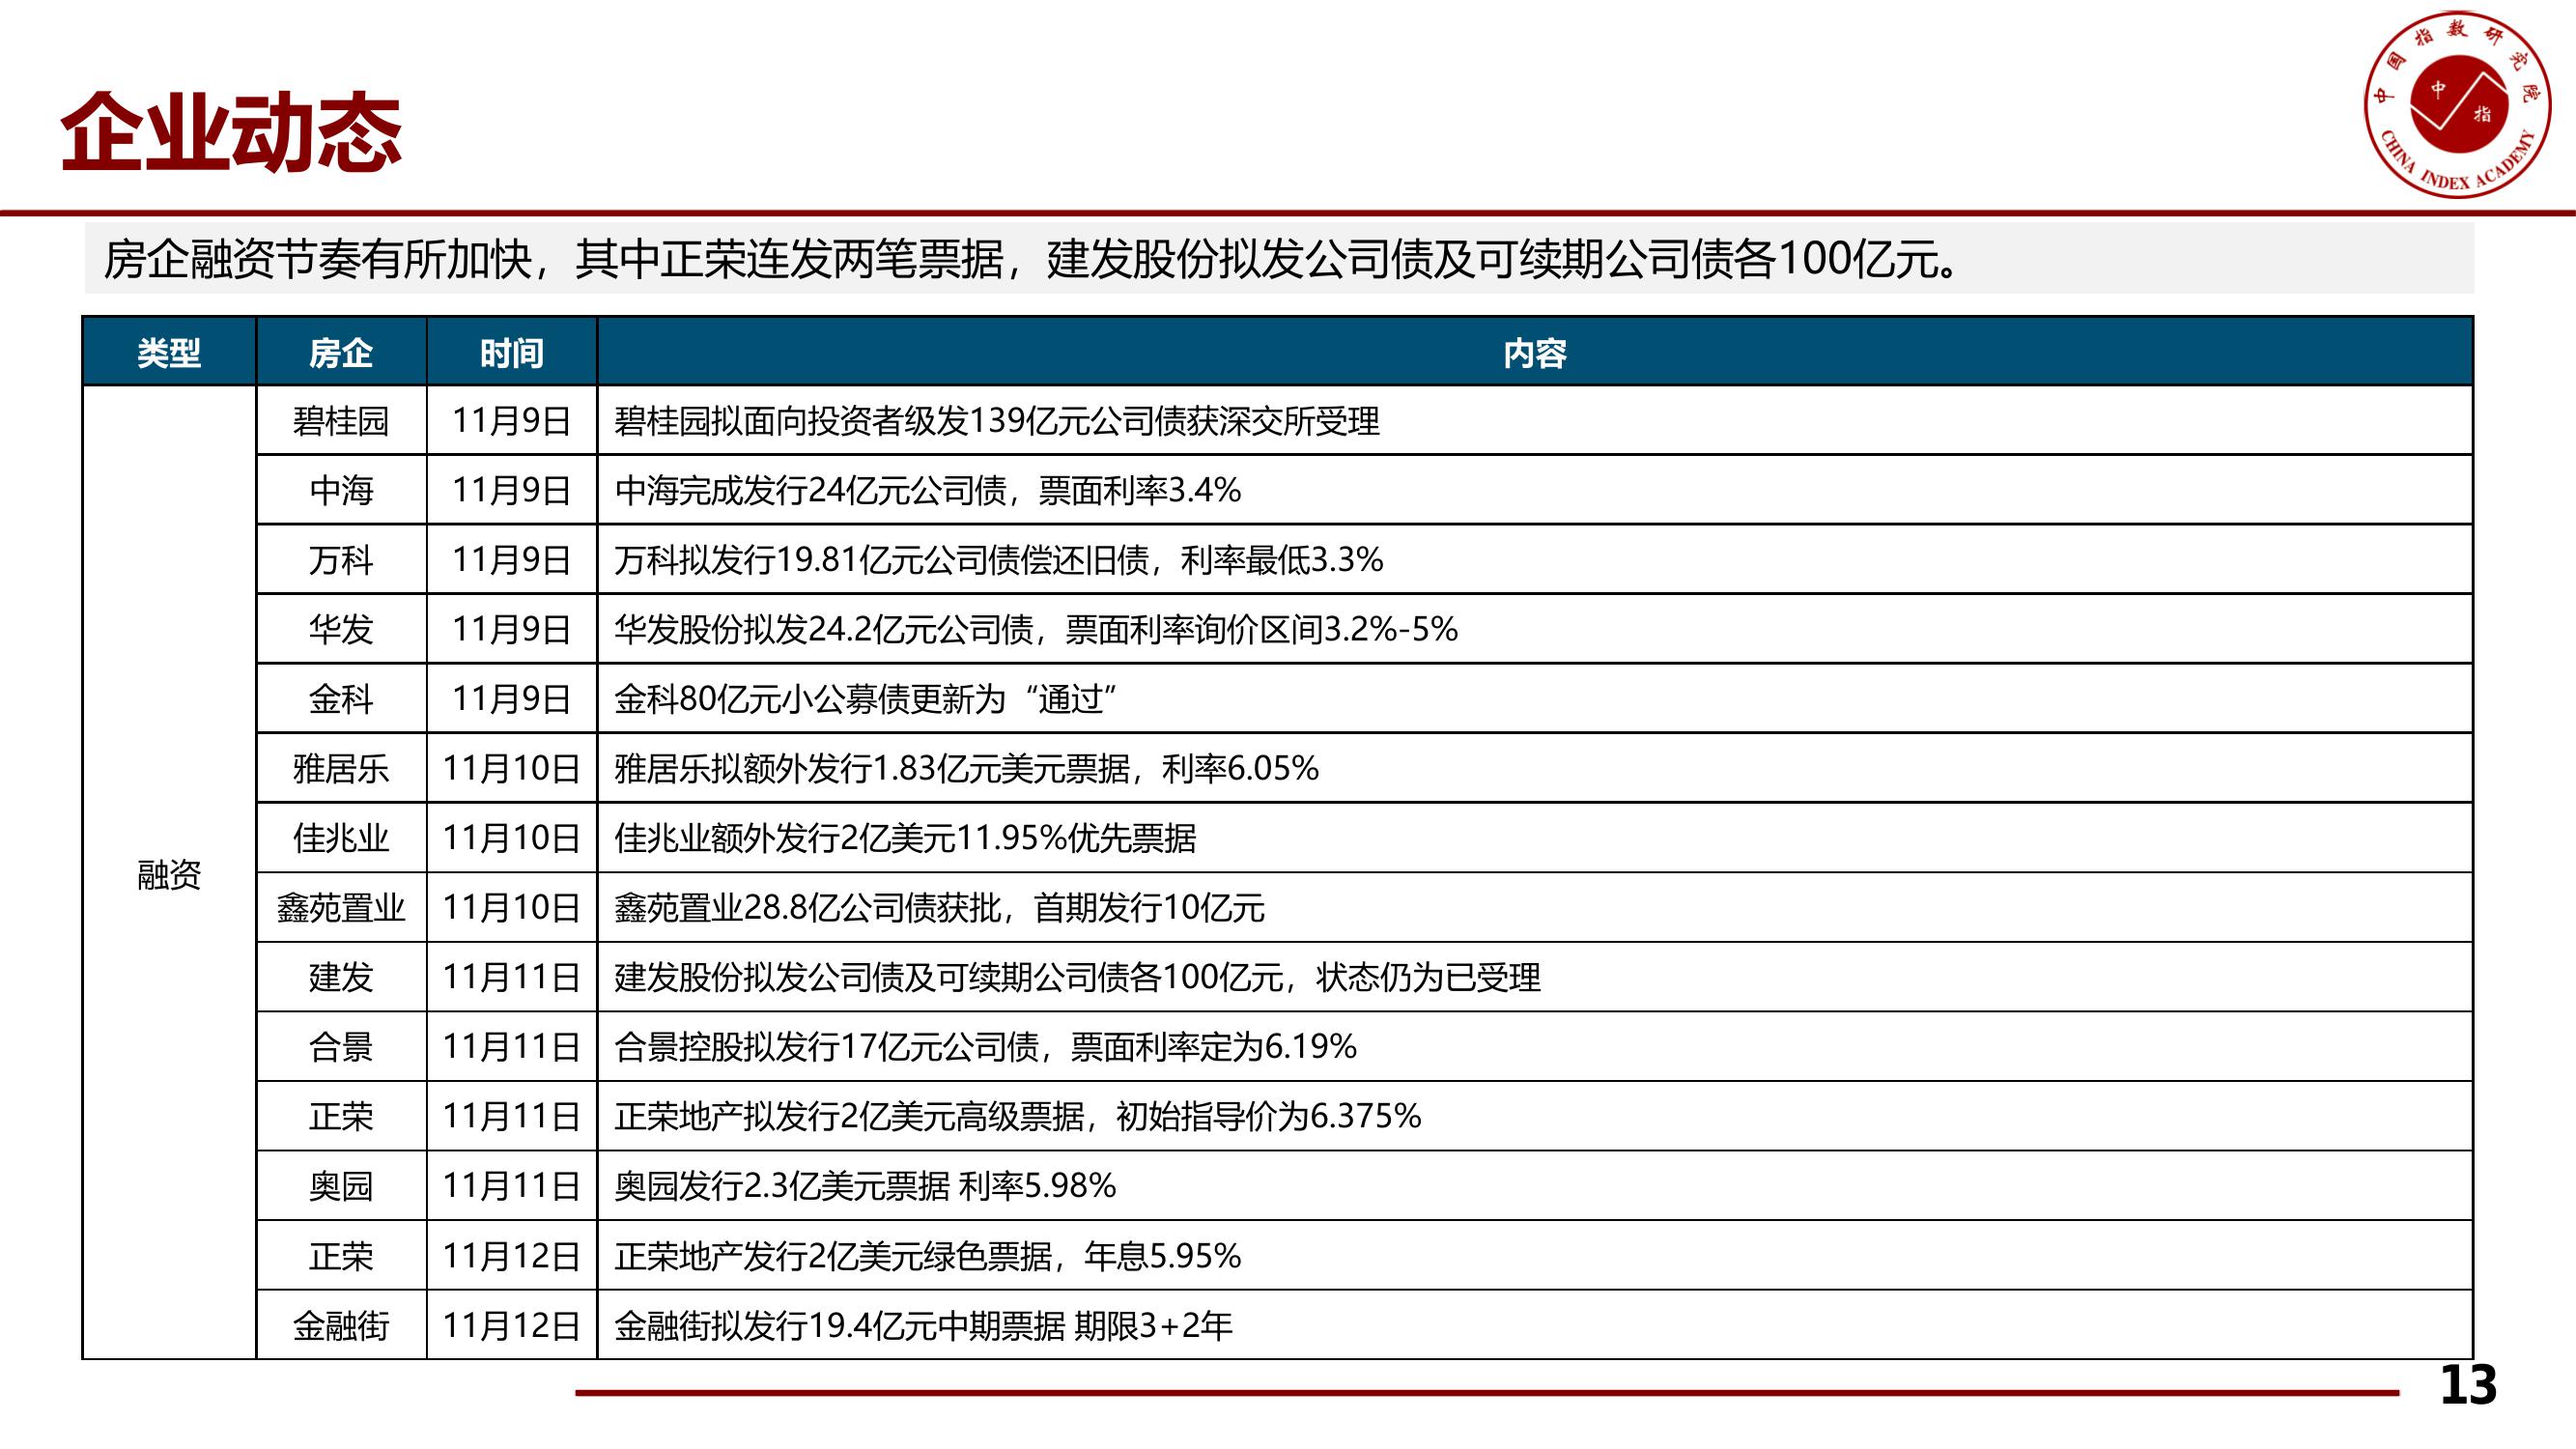 企业动态
中国指数研究院
中
指
CHINA INDEX ACADEMY
房企融资节奏有所加快，其中正荣连发两笔票据，建发股份拟发公司债及可续期公司债各100亿元。
类型 房企 时间 内容
融资
碧桂园 11月9日 碧桂园拟面向投资者级发139亿元公司债获深交所受理
中海 11月9日 中海完成发行24亿元公司债，票面利率3.4%
万科 11月9日 万科拟发行19.81亿元公司债偿还旧债，利率最低3.3%
华发 11月9日 华发股份拟发24.2亿元公司债，票面利率询价区间3.2%-5%
金科 11月9日 金科80亿元小公募债更新为“通过”
雅居乐 11月10日 雅居乐拟额外发行1.83亿元美元票据，利率6.05%
佳兆业 11月10日 佳兆业额外发行2亿美元11.95%优先票据
鑫苑置业 11月10日 鑫苑置业28.8亿公司债获批，首期发行10亿元
建发 11月11日 建发股份拟发公司债及可续期公司债各100亿元，状态仍为已受理
合景 11月11日 合景控股拟发行17亿元公司债，票面利率定为6.19%
正荣 11月11日 正荣地产拟发行2亿美元高级票据，初始指导价为6.375%
奥园 11月11日 奥园发行2.3亿美元票据 利率5.98%
正荣 11月12日 正荣地产发行2亿美元绿色票据，年息5.95%
金融街 11月12日 金融街拟发行19.4亿元中期票据 期限3+2年
13